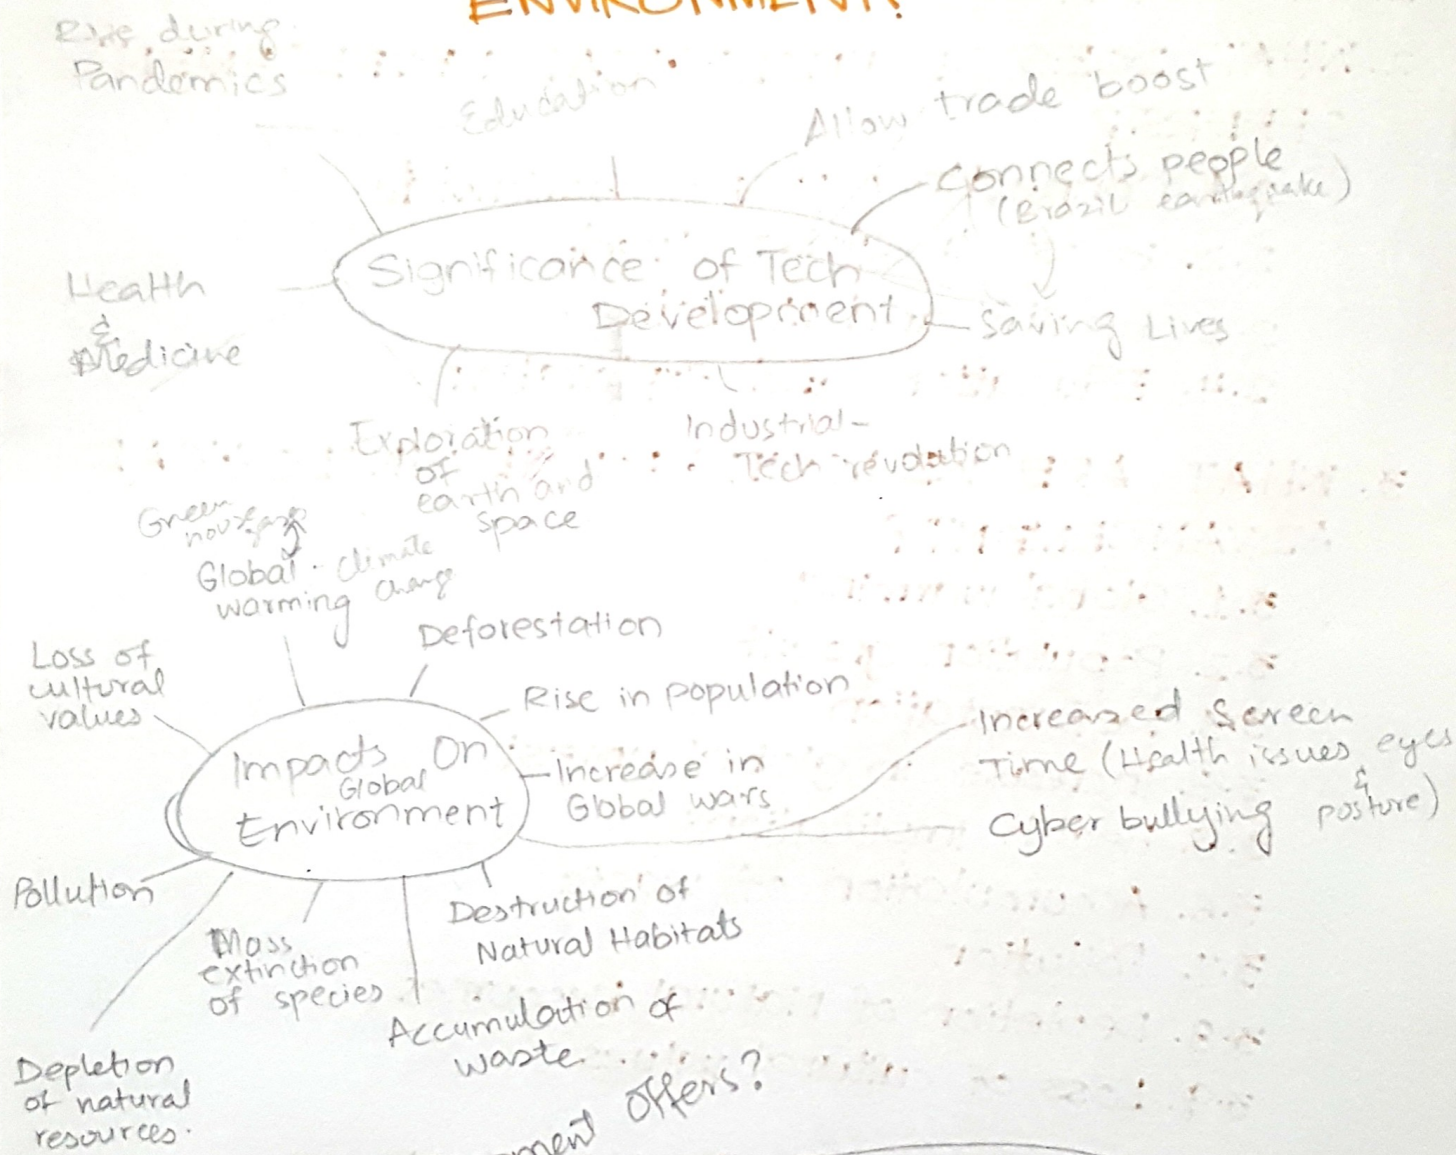 ENVIRONMENT?
Rise during
Pandemics
Education
Allow trade boost
Connects people
(Brazil earthquake)
Significance of Tech
Development
Health
&
Medicine
Saving Lives
Exploration
of
earth and
space
Industrial-
Tech revolution
Green
house gas
Global
warming
climate
change
Deforestation
Loss of
cultural
values
Rise in population
Impacts On
Global
Environment
Increase in
Global wars
Increased Screen
Time (Health issues eyes
&
posture)
Cyber bullying
Pollution
Destruction of
Natural Habitats
Mass
extinction
of species
Accumulation of
waste.
Depletion
of natural
resources.
offers?